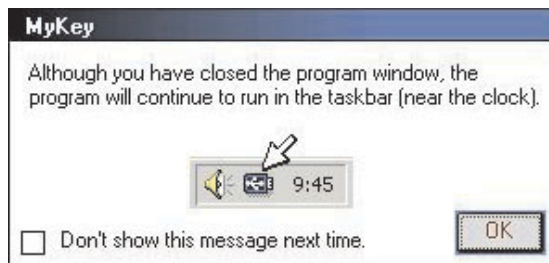 MyKey
Although you have closed the program window, the
program will continue to run in the taskbar (near the clock).
9:45
Don't show this message next time.
OK